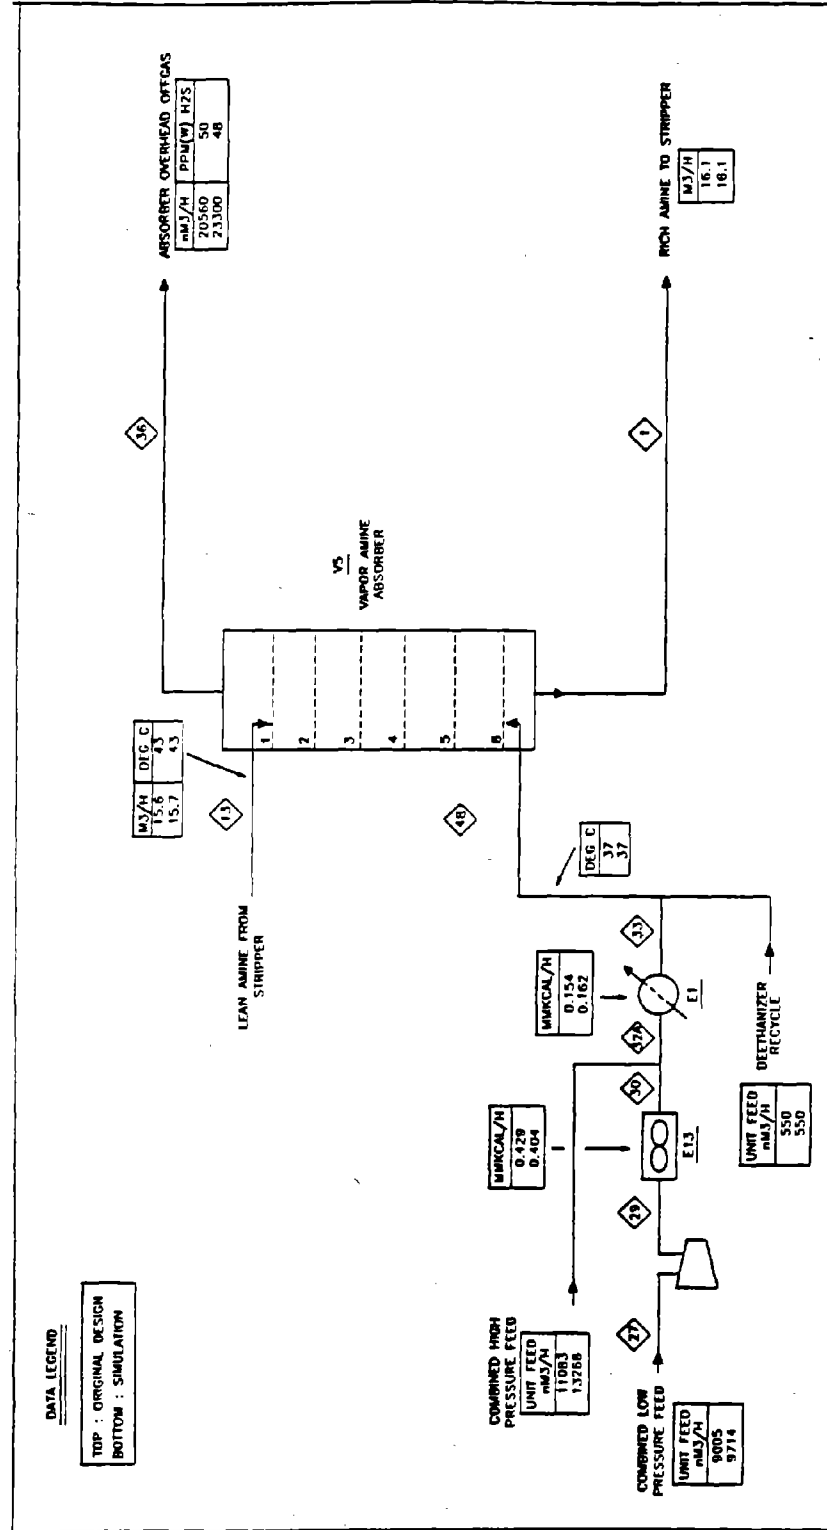 DATA LEGEND
TOP : ORIGINAL DESIGN
BOTTOM : SIMULATION
COMBINED LOW
PRESSURE FEED
UNIT FEED
nM3/H
9005
9714
27
COMBINED HIGH
PRESSURE FEED
UNIT FEED
nM3/H
11083
13268
29
MMKCAL/H
0.429
0.404
E13
30
32A
MMKCAL/H
0.154
0.162
E1
33
UNIT FEED
nM3/H
550
550
DEETHANIZER
RECYCLE
DEG C
37
37
48
LEAN AMINE FROM
STRIPPER
13
M3/H DEG C
15.6 43
15.7 43
1
2
3
4
5
6
V5
VAPOR AMINE
ABSORBER
36
ABSORBER OVERHEAD OFFGAS
nM3/H PPM(W) H2S
20560 50
23300 48
1
RICH AMINE TO STRIPPER
M3/H
16.1
16.1